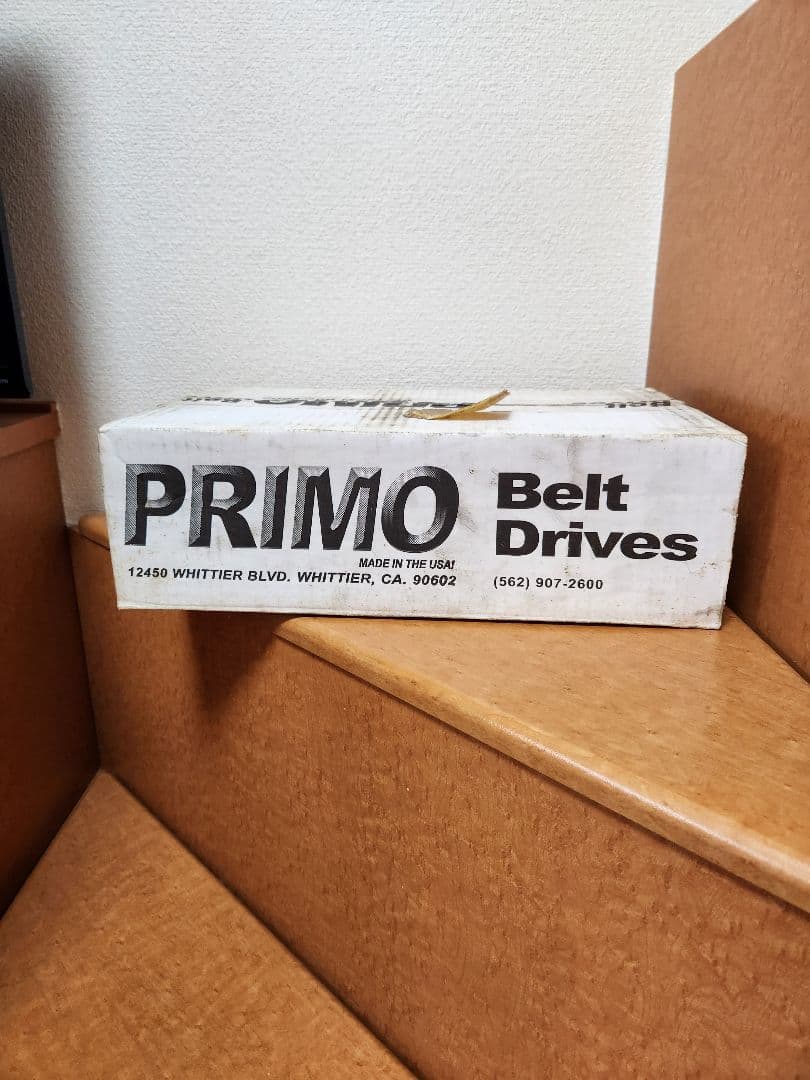 PRIMO
MADE IN THE USA!
12450 WHITTIER BLVD. WHITTIER, CA. 90602
Belt
Drives
(562) 907-2600